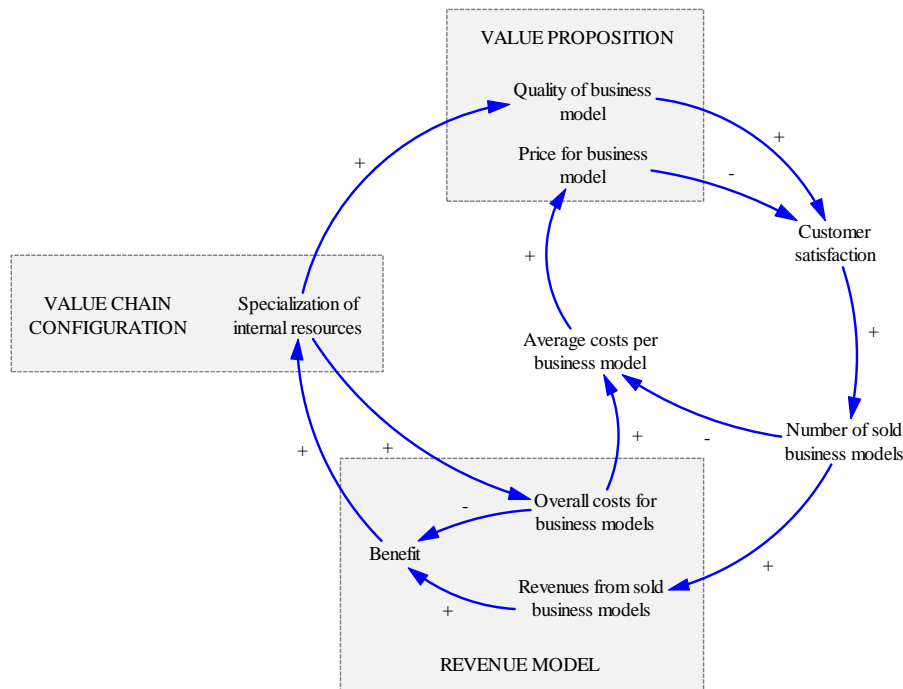 VALUE PROPOSITION
Quality of business
model
+
Price for business
model
-
+
Customer
satisfaction
+
VALUE CHAIN
CONFIGURATION
Specialization of
internal resources
+
Average costs per
business model
+
Number of sold
business models
-
+
+
+
Overall costs for
business models
-
Benefit
+
Revenues from sold
business models
+
REVENUE MODEL